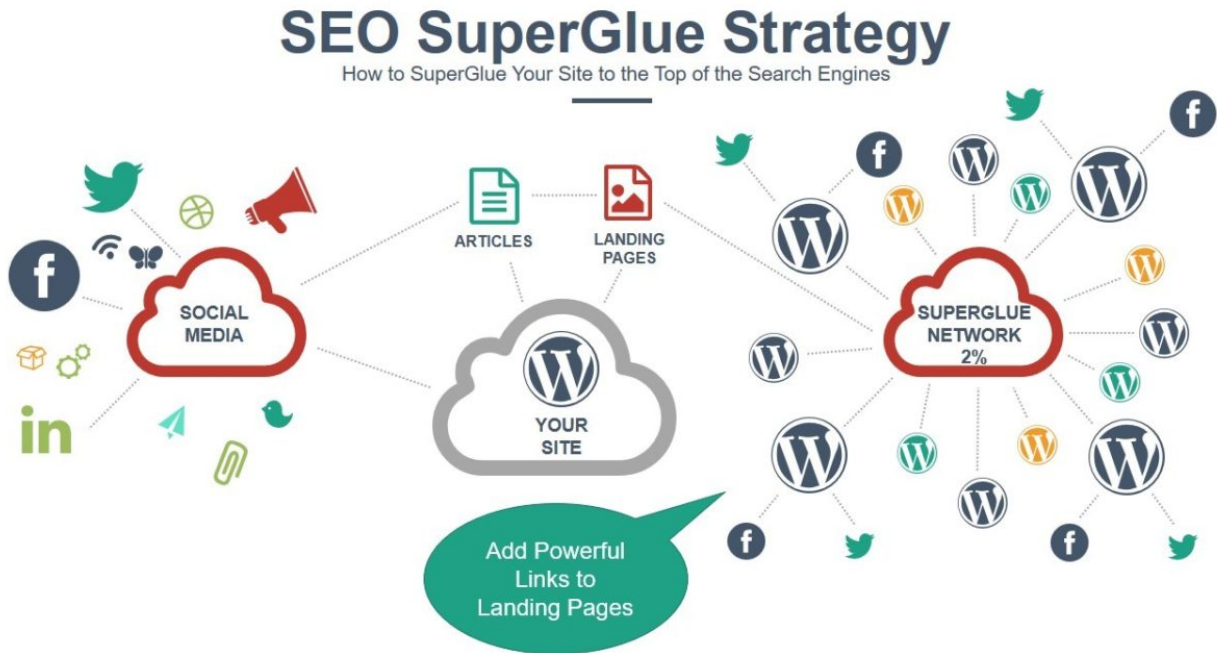 SEO SuperGlue Strategy
How to SuperGlue Your Site to the Top of the Search Engines
ARTICLES
LANDING
PAGES
SOCIAL
MEDIA
YOUR
SITE
SUPERGLUE
NETWORK
2%
Add Powerful
Links to
Landing Pages